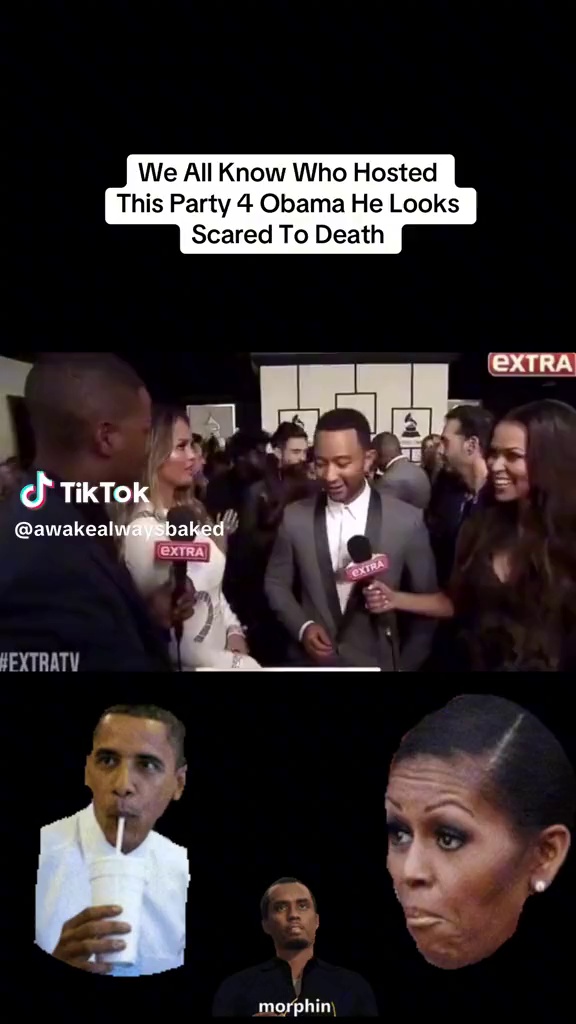 We All Know Who Hosted
This Party 4 Obama He Looks
Scared To Death
eXTRA
TikTok
@awakealwaysbaked
eXTRA
eXTRA
#EXTRATV
morphin